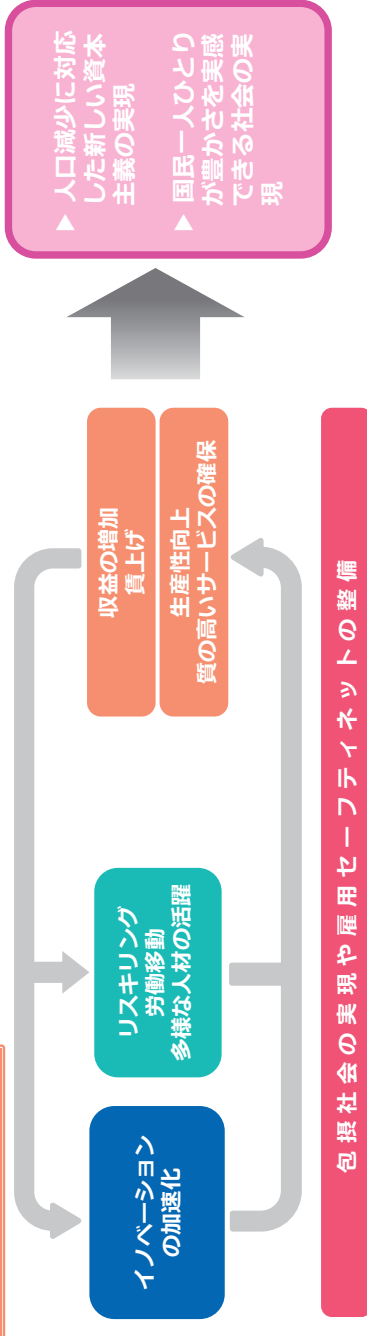 イノベーション
の加速化
リスキリング
労働移動
多様な人材の活躍
収益の増加
賃上げ
生産性向上
質の高いサービスの確保
▶ 人口減少に対応
した新しい資本
主義の実現
▶ 国民一人ひとり
が豊かさを実感
できる社会の実
現
包摂社会の実現や雇用セーフティネットの整備